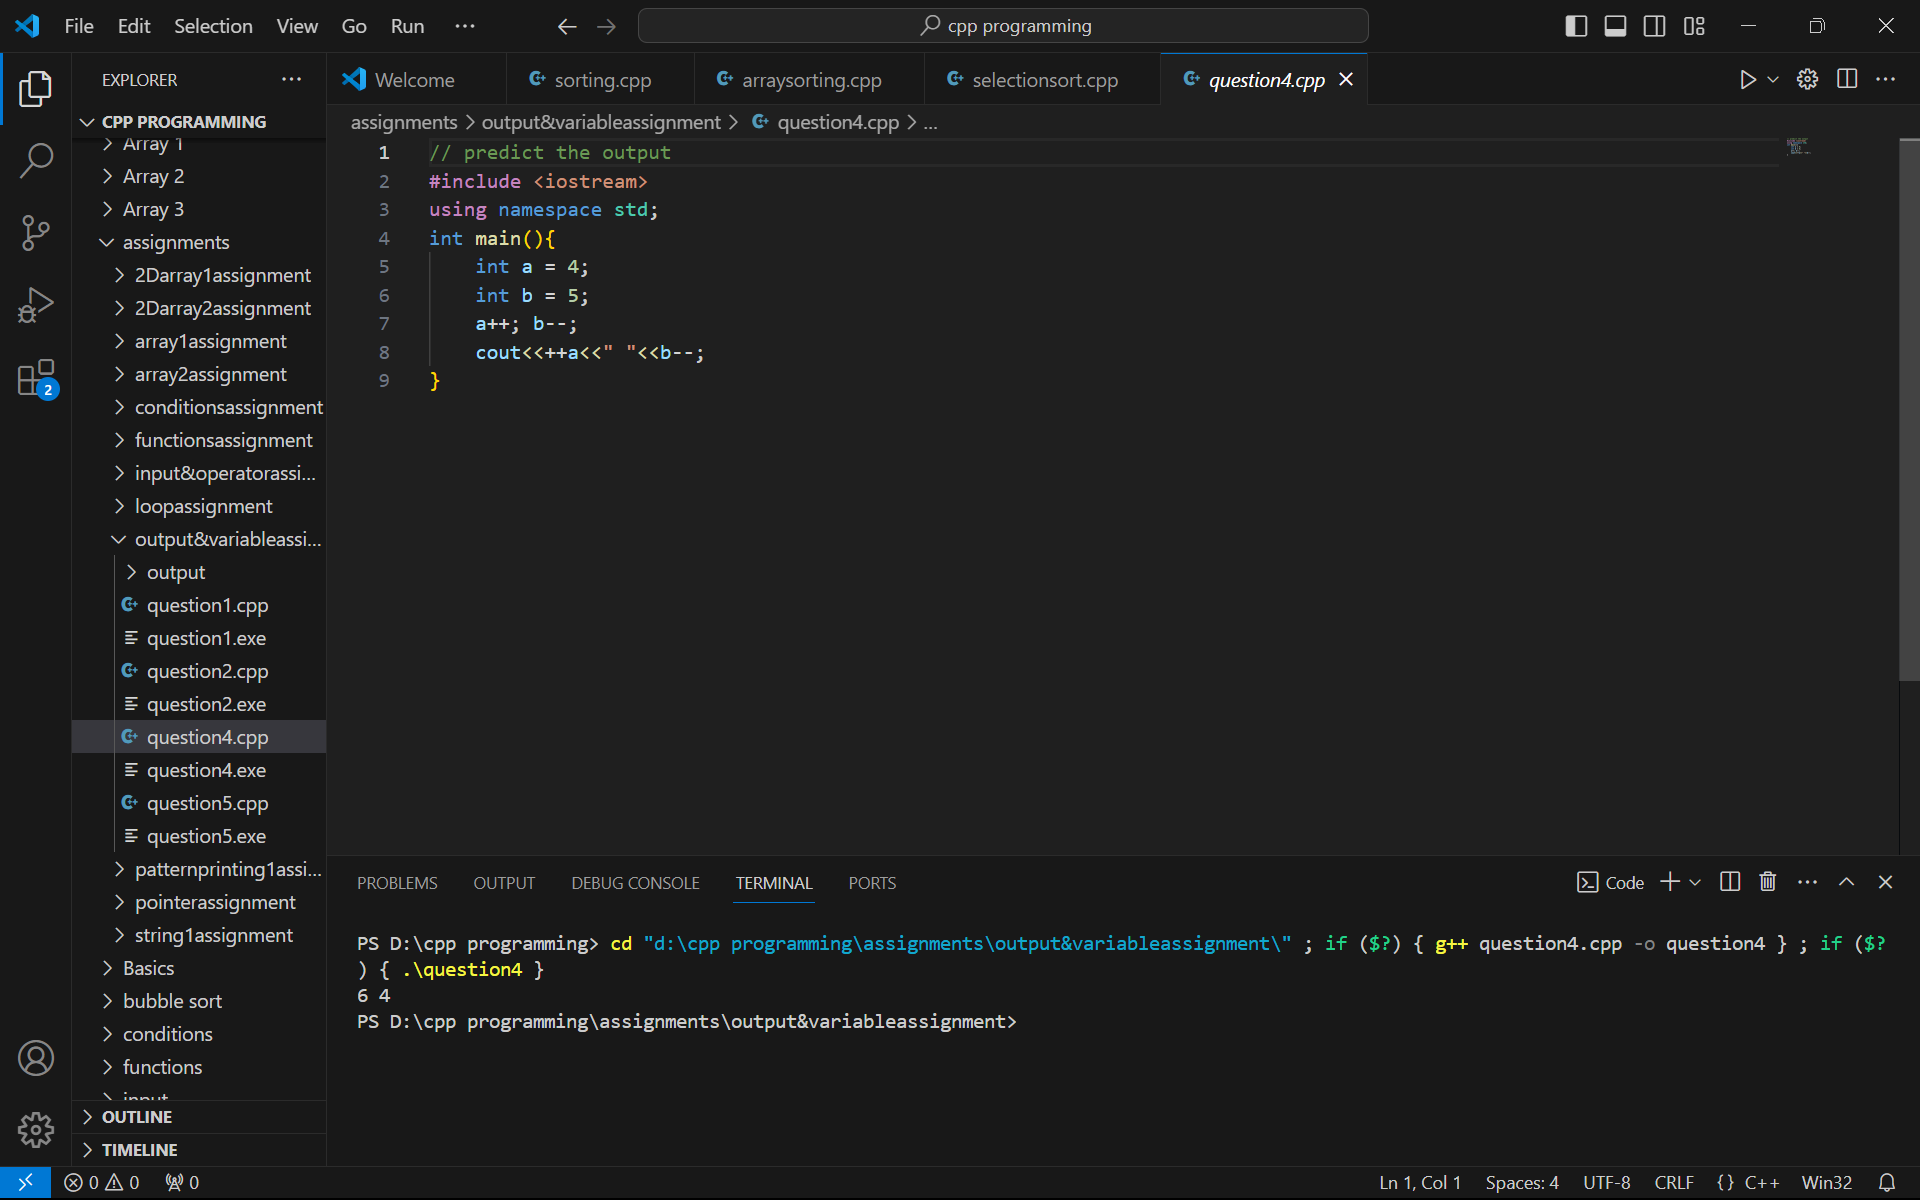 File Edit Selection View Go Run ...
cpp programming
EXPLORER ...
Welcome sorting.cpp arraysorting.cpp selectionsort.cpp question4.cpp
assignments > output&variableassignment > question4.cpp > ...
CPP PROGRAMMING
Array 1
Array 2
Array 3
assignments
2Darray1assignment
2Darray2assignment
array1assignment
array2assignment
conditionsassignment
functionsassignment
input&operatorassi...
loopassignment
output&variableassi...
output
question1.cpp
question1.exe
question2.cpp
question2.exe
question4.cpp
question4.exe
question5.cpp
question5.exe
patternprinting1assi...
pointerassignment
string1assignment
Basics
bubble sort
conditions
functions
input
OUTLINE
TIMELINE
2
1 // predict the output
2 #include <iostream>
3 using namespace std;
4 int main(){
5 int a = 4;
6 int b = 5;
7 a++; b--;
8 cout<<++a<<" "<<b--;
9 }
PROBLEMS OUTPUT DEBUG CONSOLE TERMINAL PORTS
Code
PS D:\cpp programming> cd "d:\cpp programming\assignments\output&variableassignment\" ; if ($?) { g++ question4.cpp -o question4 } ; if ($?
) { .\question4 }
6 4
PS D:\cpp programming\assignments\output&variableassignment>
0 0 0
Ln 1, Col 1 Spaces: 4 UTF-8 CRLF {} C++ Win32